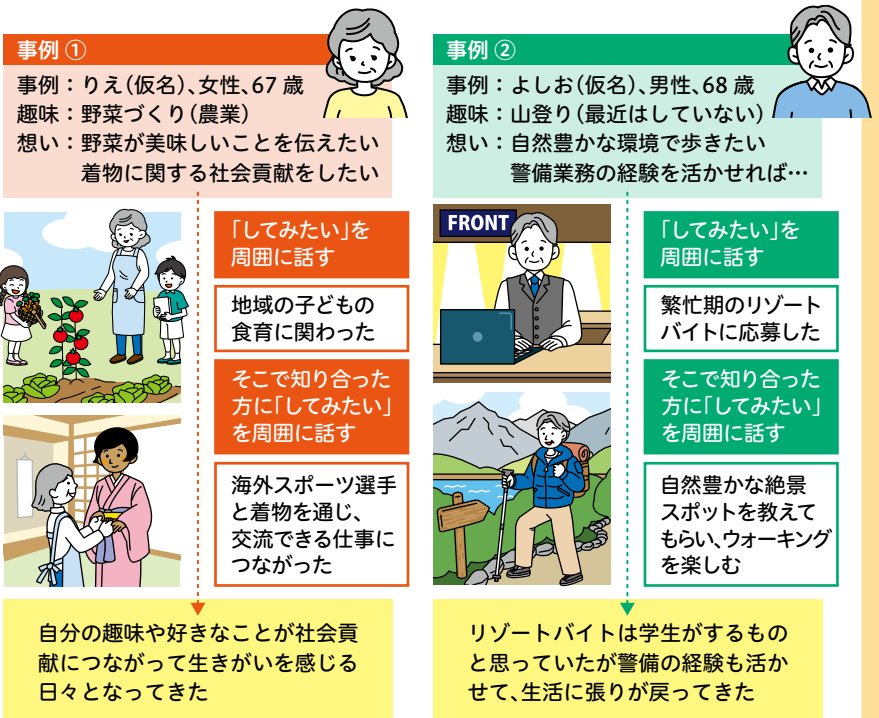 事例 ①
事例：りえ（仮名）、女性、67 歳
趣味：野菜づくり（農業）
想い：野菜が美味しいことを伝えたい
着物に関する社会貢献をしたい
「してみたい」を
周囲に話す
地域の子どもの
食育に関わった
そこで知り合った
方に「してみたい」
を周囲に話す
海外スポーツ選手
と着物を通じ、
交流できる仕事に
つながった
自分の趣味や好きなことが社会貢
献につながって生きがいを感じる
日々となってきた
事例 ②
事例：よしお（仮名）、男性、68 歳
趣味：山登り（最近はしていない）
想い：自然豊かな環境で歩きたい
警備業務の経験を活かせれば…
FRONT
「してみたい」を
周囲に話す
繁忙期のリゾート
バイトに応募した
そこで知り合った
方に「してみたい」
を周囲に話す
自然豊かな絶景
スポットを教えて
もらい、ウォーキング
を楽しむ
リゾートバイトは学生がするもの
と思っていたが警備の経験も活か
せて、生活に張りが戻ってきた